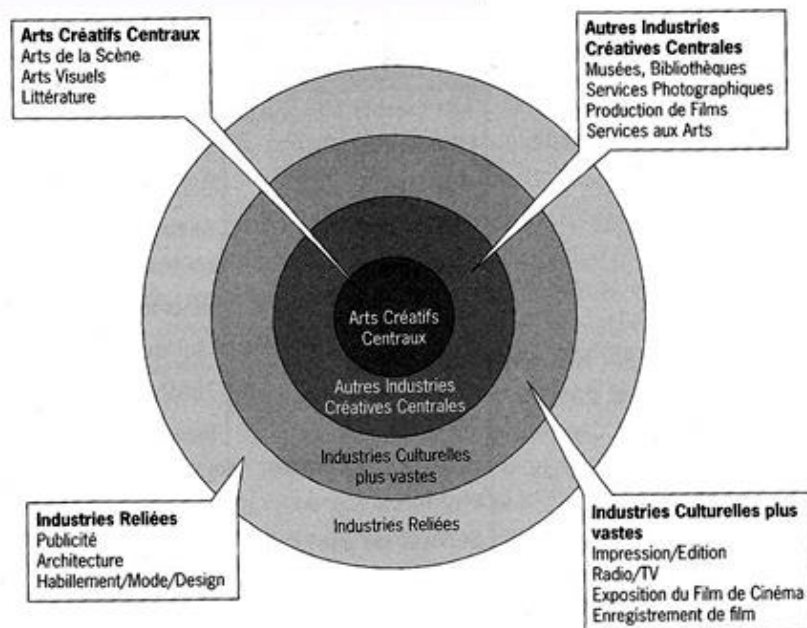 Arts Créatifs Centraux
Arts de la Scène
Arts Visuels
Littérature
Autres Industries
Créatives Centrales
Musées, Bibliothèques
Services Photographiques
Production de Films
Services aux Arts
Arts Créatifs
Centraux
Autres Industries
Créatives Centrales
Industries Culturelles
plus vastes
Industries Reliées
Industries Reliées
Publicité
Architecture
Habillement/Mode/Design
Industries Culturelles plus
vastes
Impression/Edition
Radio/TV
Exposition du Film de Cinéma
Enregistrement de film